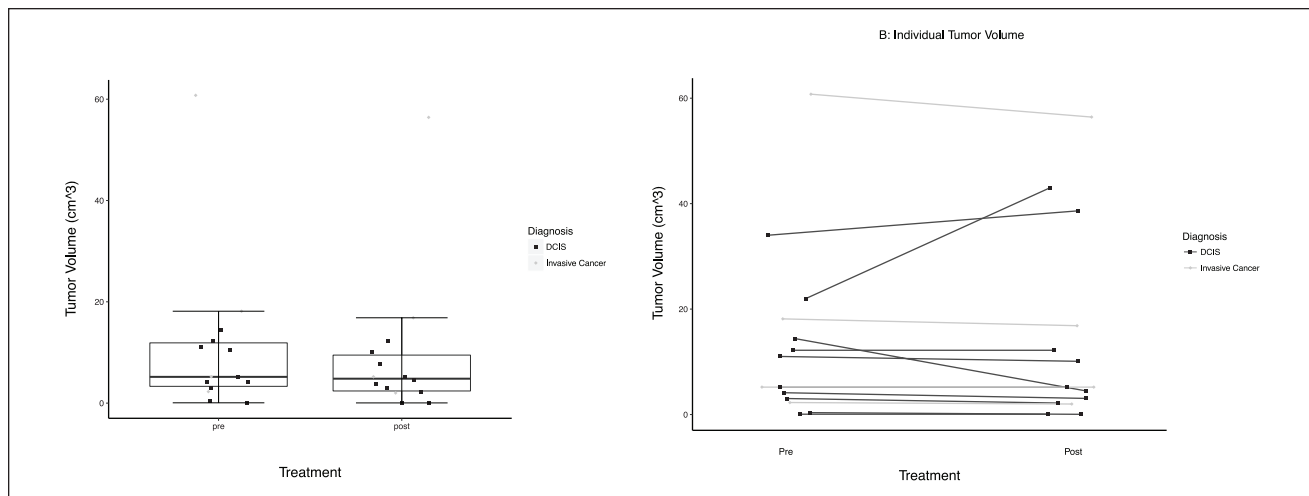 B: Individual Tumor Volume
Tumor Volume (cm^3)
60
40
20
0
pre
post
Treatment
Diagnosis
DCIS
Invasive Cancer
Tumor Volume (cm^3)
60
40
20
0
Pre
Post
Treatment
Diagnosis
DCIS
Invasive Cancer